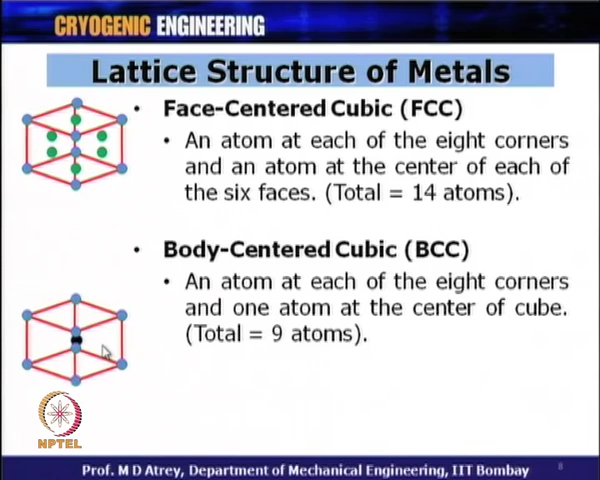 CRYOGENIC ENGINEERING
Lattice Structure of Metals
• Face-Centered Cubic (FCC)
• An atom at each of the eight corners
and an atom at the center of each of
the six faces. (Total = 14 atoms).
• Body-Centered Cubic (BCC)
• An atom at each of the eight corners
and one atom at the center of cube.
(Total = 9 atoms).
NPTEL
Prof. M D Atrey, Department of Mechanical Engineering, IIT Bombay
8